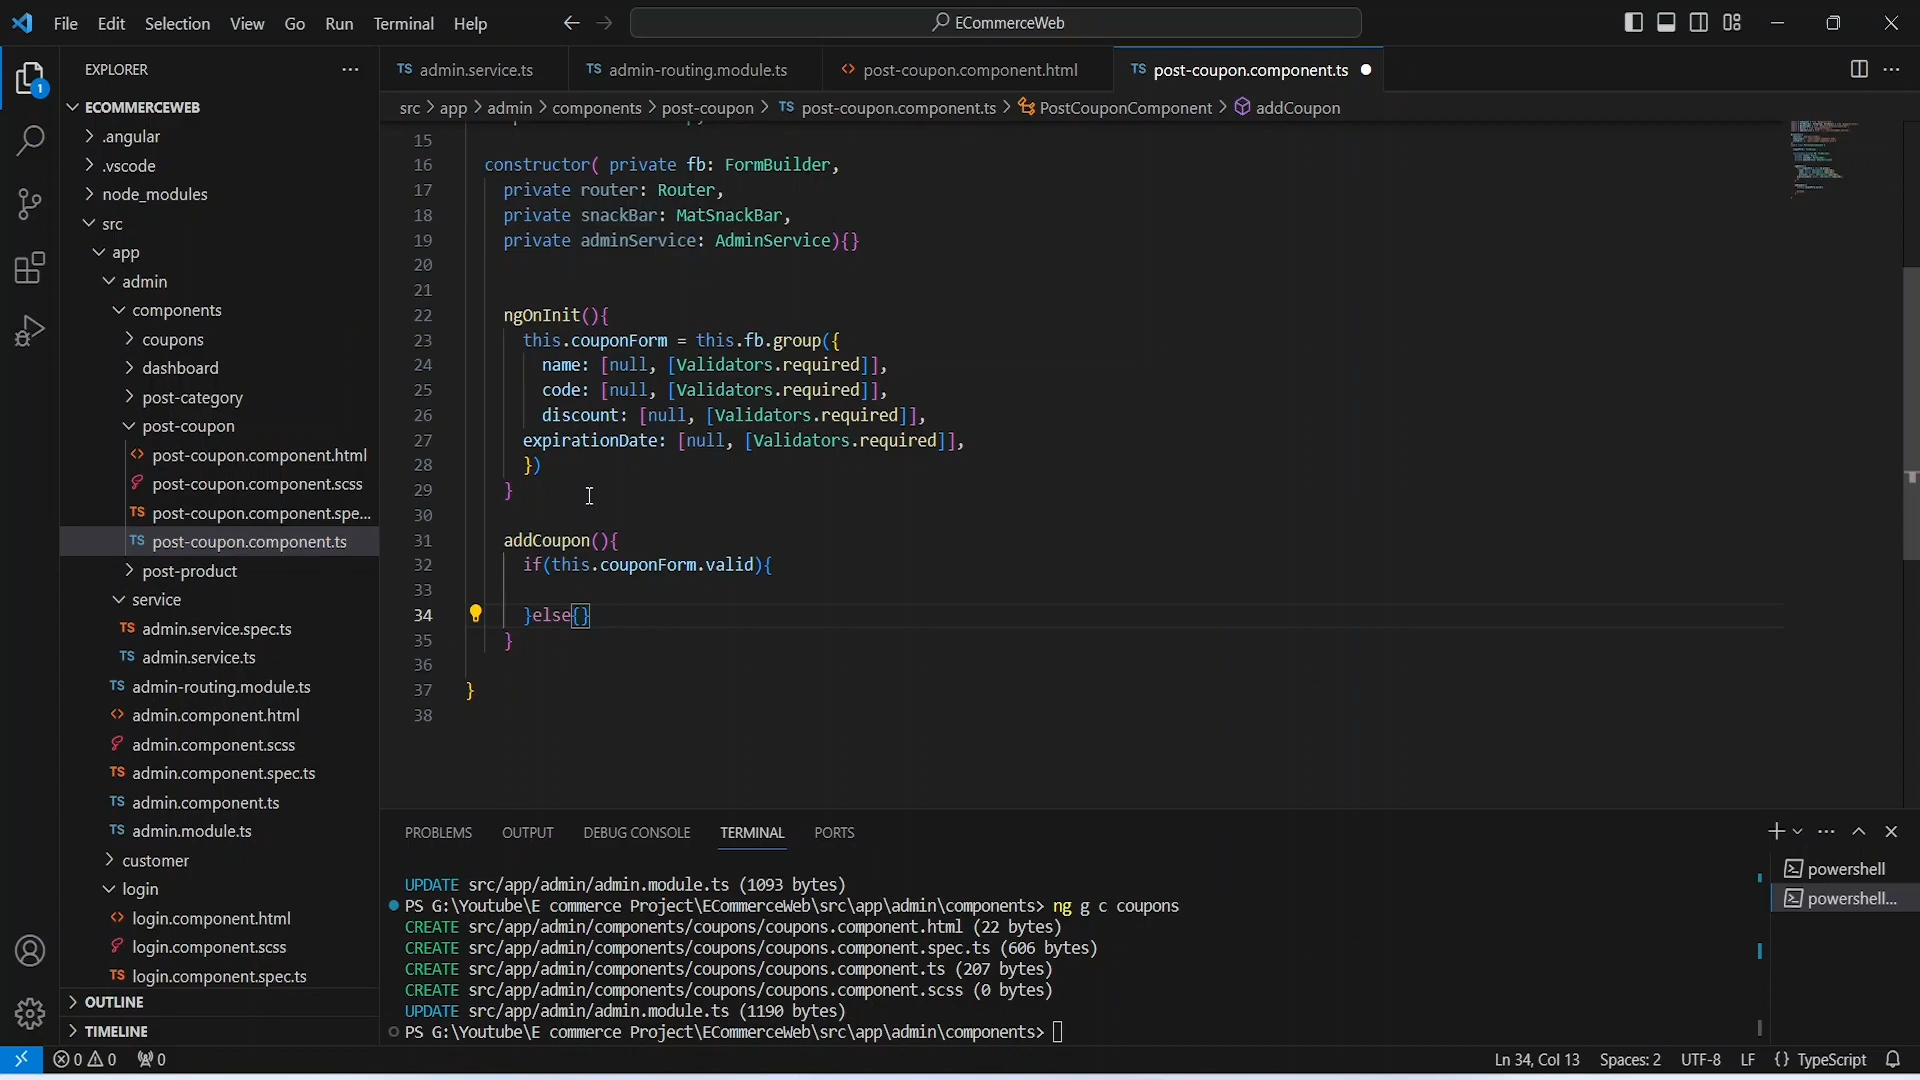 File Edit Selection View Go Run Terminal Help
ECommerceWeb
EXPLORER
admin.service.ts
admin-routing.module.ts
post-coupon.component.html
post-coupon.component.ts
src > app > admin > components > post-coupon > TS post-coupon.component.ts > PostCouponComponent > addCoupon
ECOMMERCEWEB
.angular
.vscode
node_modules
src
app
admin
components
coupons
dashboard
post-category
post-coupon
post-coupon.component.html
post-coupon.component.scss
post-coupon.component.spe...
post-coupon.component.ts
post-product
service
admin.service.spec.ts
admin.service.ts
admin-routing.module.ts
admin.component.html
admin.component.scss
admin.component.spec.ts
admin.component.ts
admin.module.ts
customer
login
login.component.html
login.component.scss
login.component.spec.ts
OUTLINE
TIMELINE
15
16 constructor( private fb: FormBuilder,
17 private router: Router,
18 private snackBar: MatSnackBar,
19 private adminService: AdminService){}
20
21
22 ngOnInit(){
23 this.couponForm = this.fb.group({
24 name: [null, [Validators.required]],
25 code: [null, [Validators.required]],
26 discount: [null, [Validators.required]],
27 expirationDate: [null, [Validators.required]],
28 })
29 }
30
31 addCoupon(){
32 if(this.couponForm.valid){
33
34 }else{}
35 }
36
37 }
38
PROBLEMS OUTPUT DEBUG CONSOLE TERMINAL PORTS
UPDATE src/app/admin/admin.module.ts (1093 bytes)
PS G:\Youtube\E commerce Project\ECommerceWeb\src\app\admin\components> ng g c coupons
CREATE src/app/admin/components/coupons/coupons.component.html (22 bytes)
CREATE src/app/admin/components/coupons/coupons.component.spec.ts (606 bytes)
CREATE src/app/admin/components/coupons/coupons.component.ts (207 bytes)
CREATE src/app/admin/components/coupons/coupons.component.scss (0 bytes)
UPDATE src/app/admin/admin.module.ts (1190 bytes)
PS G:\Youtube\E commerce Project\ECommerceWeb\src\app\admin\components>
powershell
powershell...
0 0 0
Ln 34, Col 13 Spaces: 2 UTF-8 LF {} TypeScript